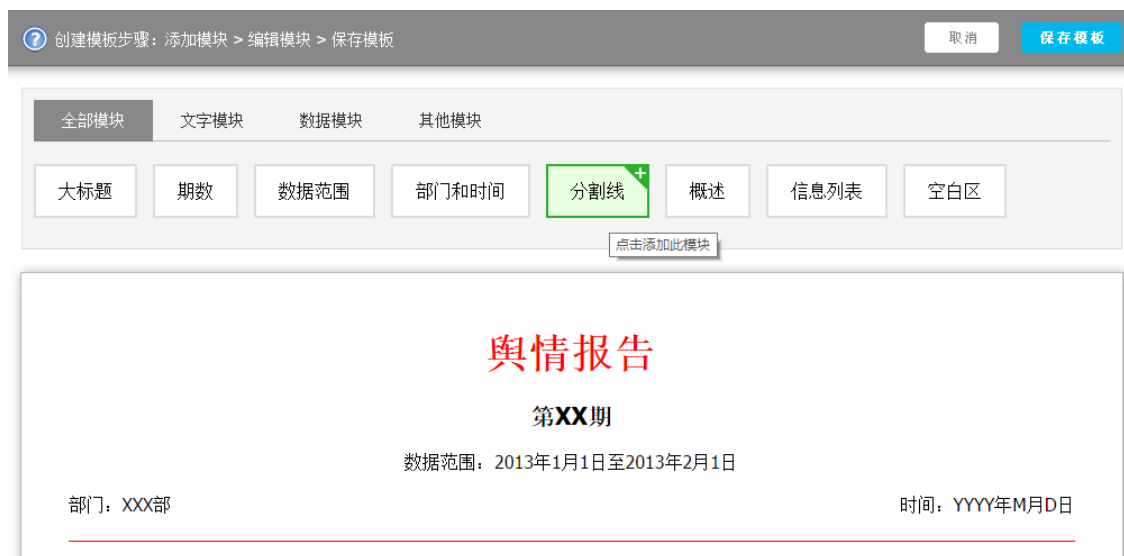 创建模板步骤：添加模块 > 编辑模块 > 保存模板 取消 保存模板
全部模块 文字模块 数据模块 其他模块
大标题 期数 数据范围 部门和时间 分割线 概述 信息列表 空白区
点击添加此模块
舆情报告
第XX期
数据范围：2013年1月1日至2013年2月1日
部门：XXX部 时间：YYYY年M月D日